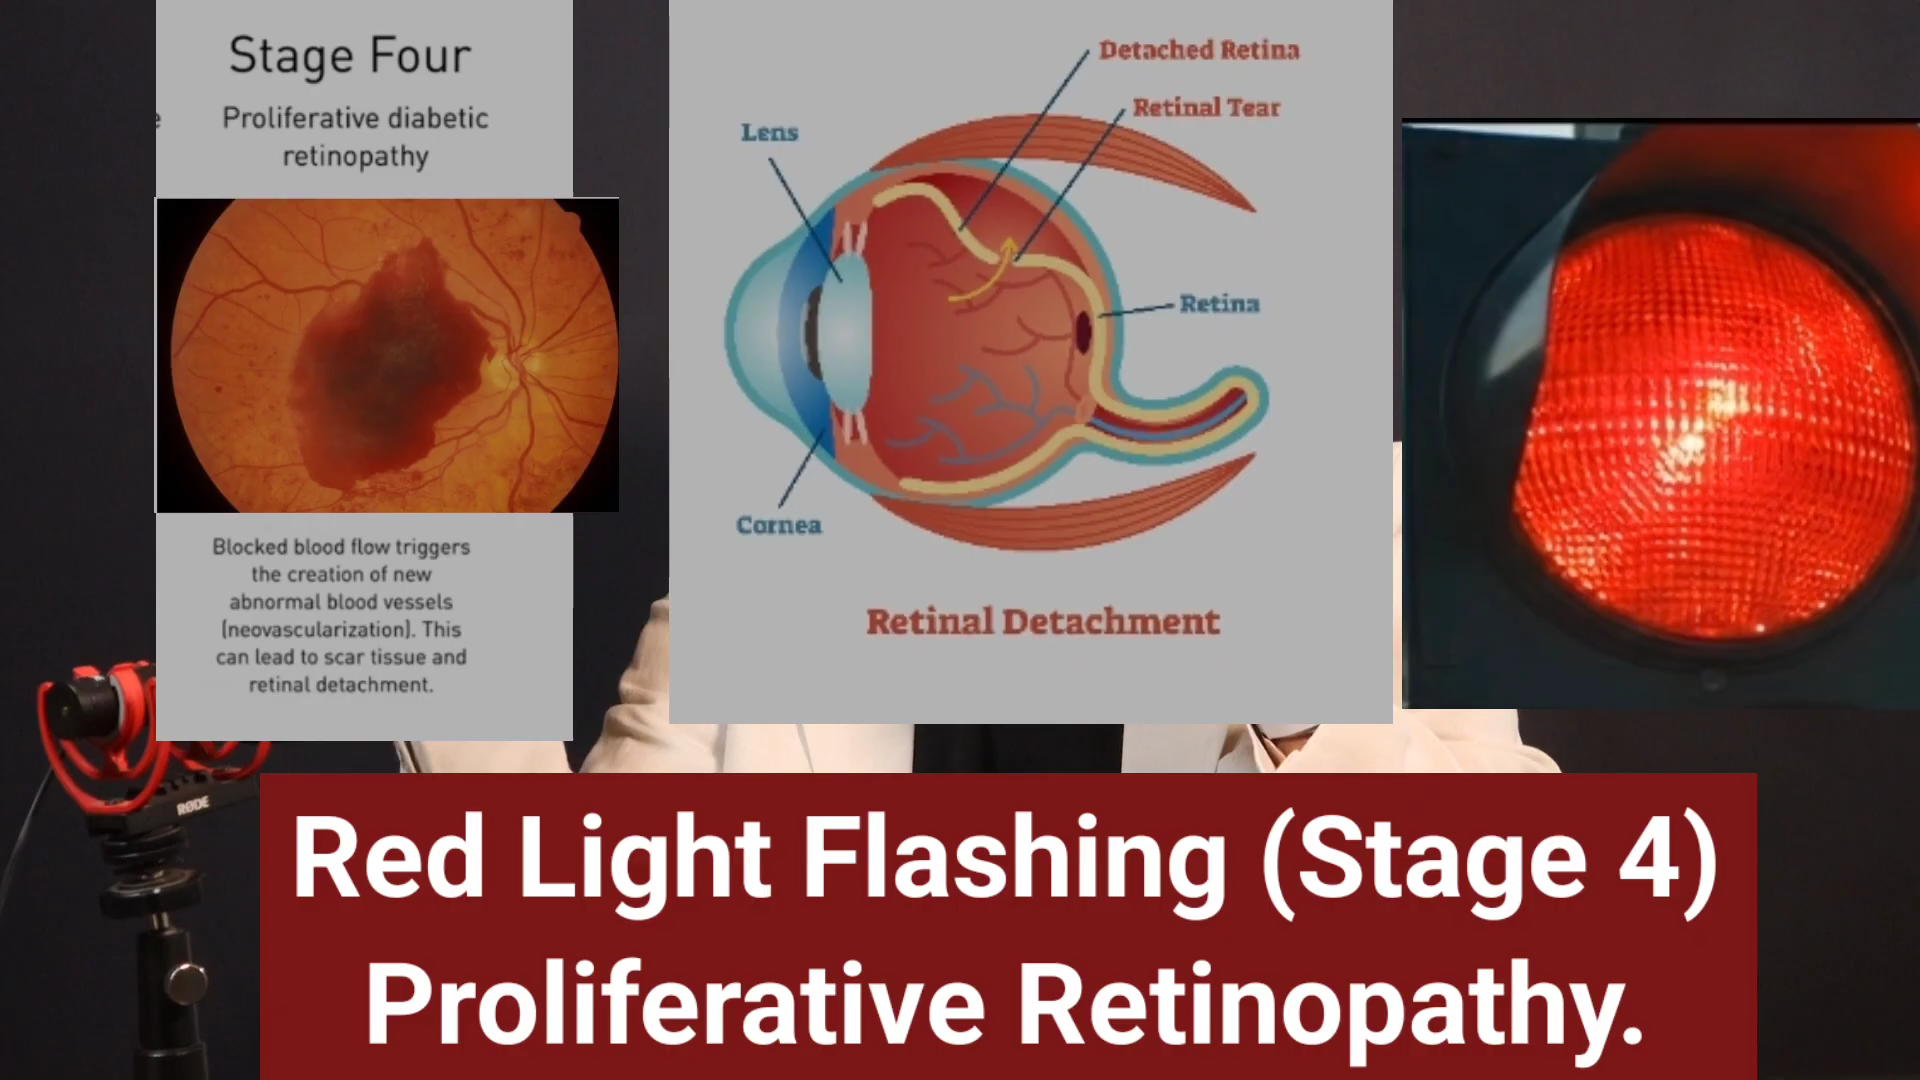 Stage Four
Proliferative diabetic
retinopathy
e
Blocked blood flow triggers
the creation of new
abnormal blood vessels
(neovascularization). This
can lead to scar tissue and
retinal detachment.
Detached Retina
Retinal Tear
Lens
Retina
Cornea
Retinal Detachment
RØDE
Red Light Flashing (Stage 4)
Proliferative Retinopathy.